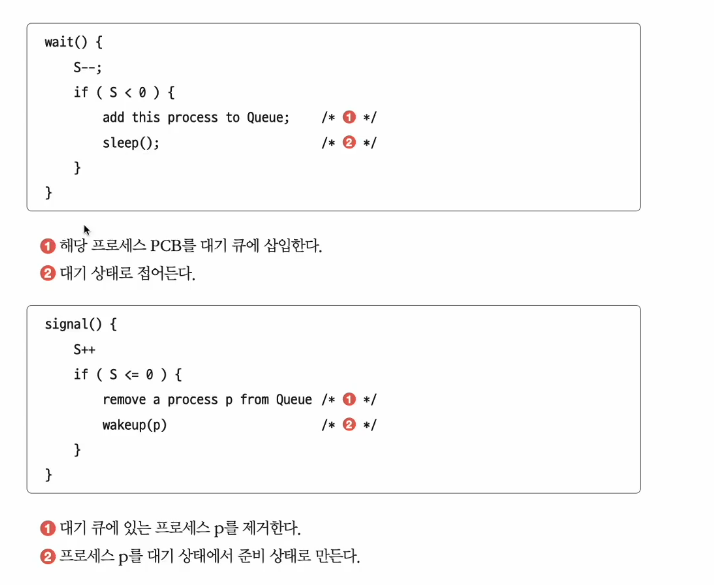 wait() {
S--;
if ( S < 0 ) {
add this process to Queue; /* ❶ */
sleep(); /* ❷ */
}
}
❶ 해당 프로세스 PCB를 대기 큐에 삽입한다.
❷ 대기 상태로 접어든다.
signal() {
S++
if ( S <= 0 ) {
remove a process p from Queue /* ❶ */
wakeup(p) /* ❷ */
}
}
❶ 대기 큐에 있는 프로세스 p를 제거한다.
❷ 프로세스 p를 대기 상태에서 준비 상태로 만든다.